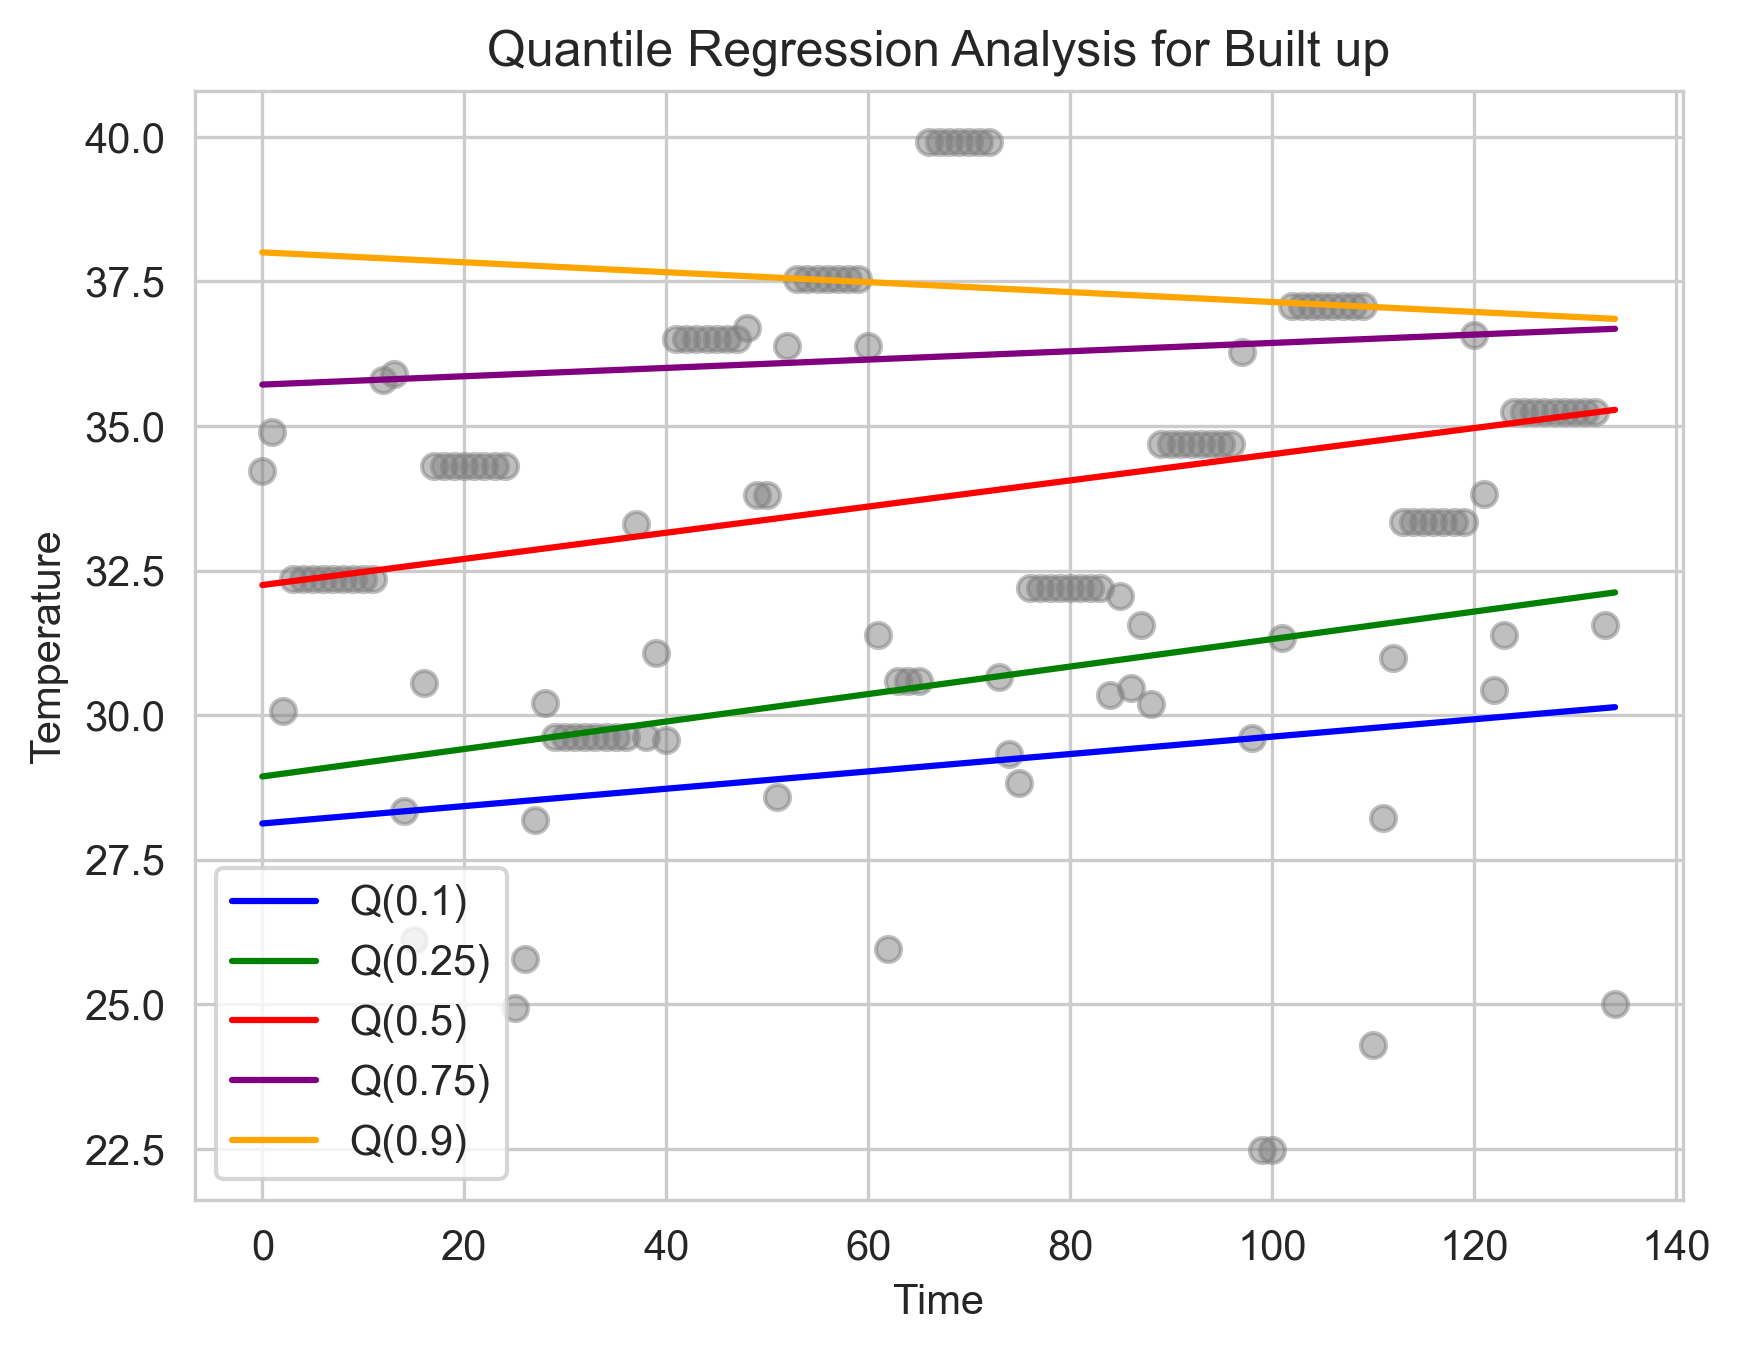 Quantile Regression Analysis for Built up
40.0
37.5
35.0
32.5
30.0
27.5
25.0
22.5
Temperature
Q(0.1)
Q(0.25)
Q(0.5)
Q(0.75)
Q(0.9)
0 20 40 60 80 100 120 140
Time